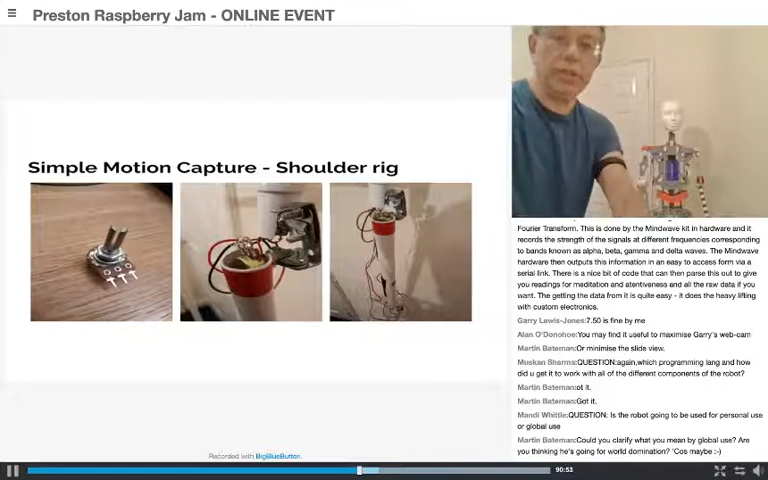 Preston Raspberry Jam - ONLINE EVENT
Simple Motion Capture - Shoulder rig
Fourier Transform. This is done by the Mindwave kit in hardware and it
records the strength of the signals at different frequencies corresponding
to bands known as alpha, beta, gamma and delta waves. The Mindwave
hardware then outputs this information in an easy to access form via a
serial link. There is a nice bit of code that can then parse this out to give
you readings for meditation and atentiveness and all the raw data if you
want. The getting the data from it is quite easy - it does the heavy lifting
with custom electronics.
Garry Lewis-Jones:7.50 is fine by me
Alan O'Donohoe:You may find it useful to maximise Garry's web-cam
Martin Bateman:Or minimise the slide view.
Muskan Sharma:QUESTION:again,which programming lang and how
did u get it to work with all of the different components of the robot?
Martin Bateman:ot it.
Martin Bateman:Got it.
Mandi Whittle:QUESTION: Is the robot going to be used for personal use
or global use
Martin Bateman:Could you clarify what you mean by global use? Are
you thinking he's going for world domination? 'Cos maybe :-)
Recorded with BigBlueButton.
90:53